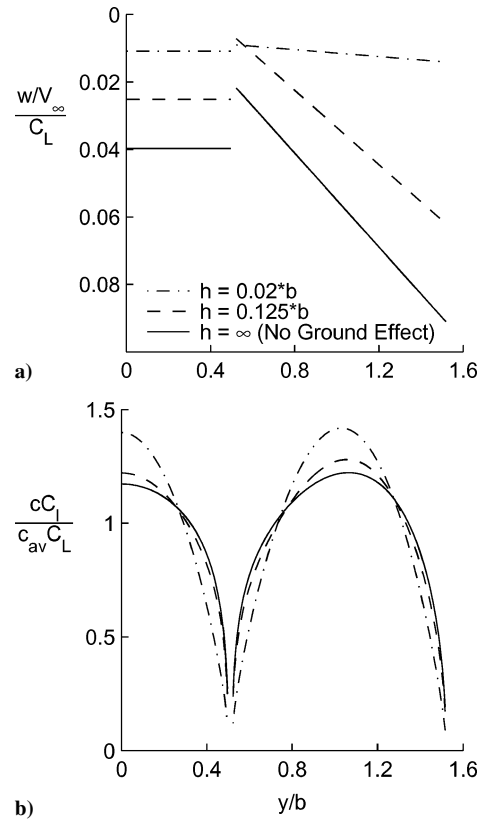 a)
w/V∞
C_L
0
0.02
0.04
0.06
0.08
h = 0.02*b
h = 0.125*b
h = ∞ (No Ground Effect)
0 0.4 0.8 1.2 1.6
b)
cC_l
c_av C_L
1.5
1
0.5
0
0 0.4 0.8 1.2 1.6
y/b